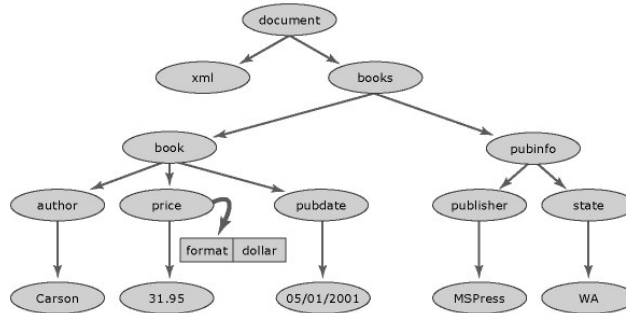 document
xml books
book pubinfo
author price pubdate publisher state
format dollar
Carson 31.95 05/01/2001 MSPress WA